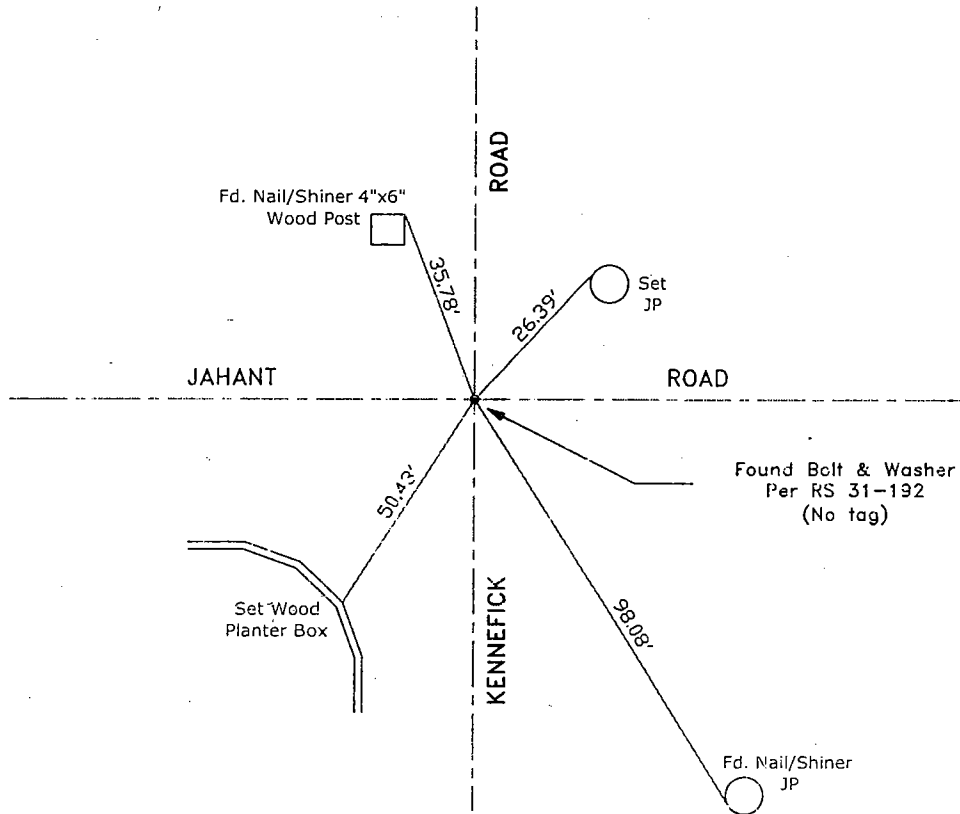 ROAD
Fd. Nail/Shiner 4"x6"
Wood Post
35.78'
26.39'
Set
JP
JAHANT
ROAD
Found Bolt & Washer
Per RS 31-192
(No tag)
50.43'
Set Wood
Planter Box
KENNEFICK
98.08'
Fd. Nail/Shiner
JP